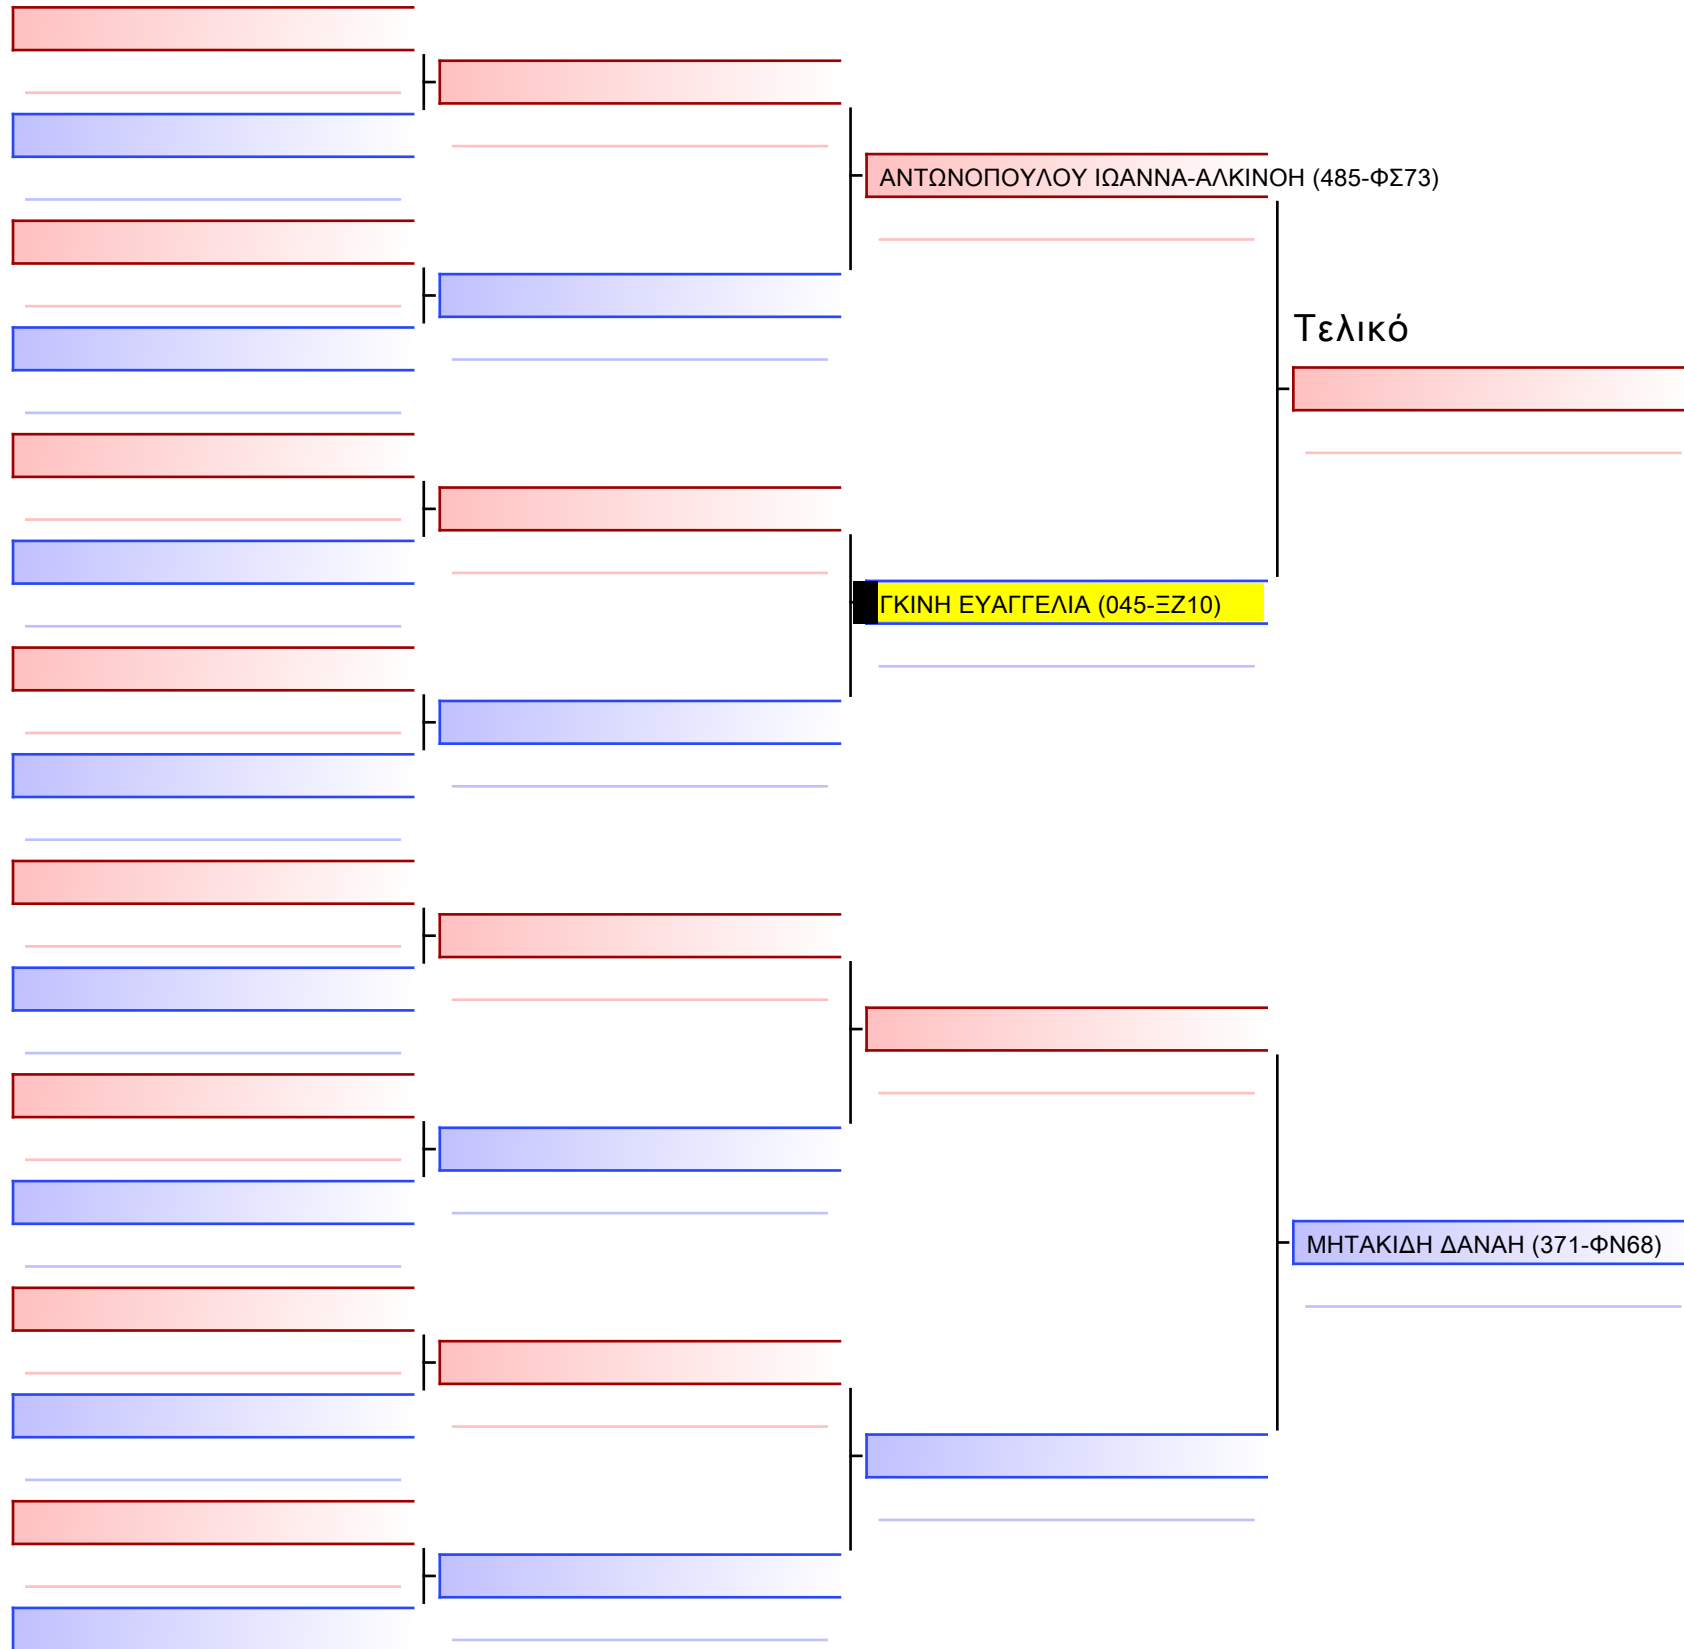 ΑΝΤΩΝΟΠΟΥΛΟΥ ΙΩΑΝΝΑ-ΑΛΚΙΝΟΗ (485-ΦΣ73)
Τελικό
ΓΚΙΝΗ ΕΥΑΓΓΕΛΙΑ (045-ΞΖ10)
ΜΗΤΑΚΙΔΗ ΔΑΝΑΗ (371-ΦΝ68)